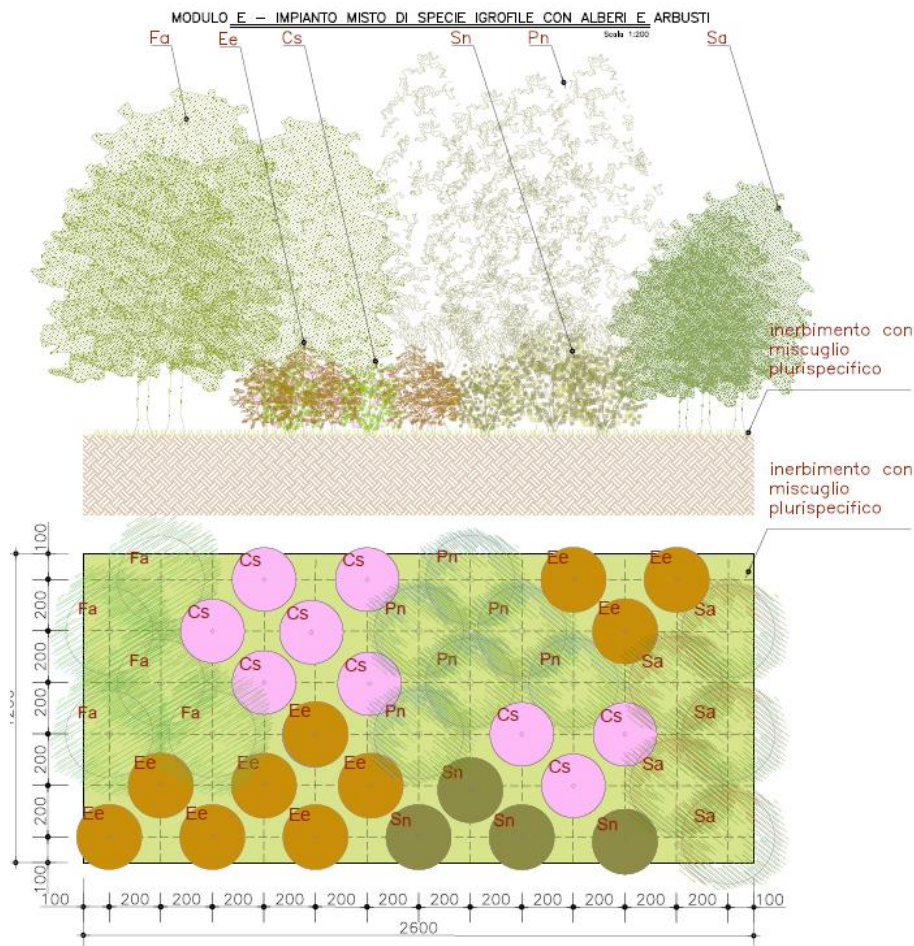 MODULO E – IMPIANTO MISTO DI SPECIE IGROFILE CON ALBERI E ARBUSTI
Scala 1:200
Fa Ee Cs Sn Pn Sa
inerbimento con
miscuglio
plurispecifico
inerbimento con
miscuglio
plurispecifico
Fa Cs Cs Pn Ee Ee
Fa Cs Cs Pn Pn Ee Sa
Fa Cs Cs Pn Pn Sa
Fa Fa Ee Pn Cs Cs Sa
Ee Ee Ee Sn Cs Sa
Ee Ee Ee Sn Sn Sn Sa
100
200
200
200
200
200
100
100 200 200 200 200 200 200 200 200 200 200 200 200 100
2600